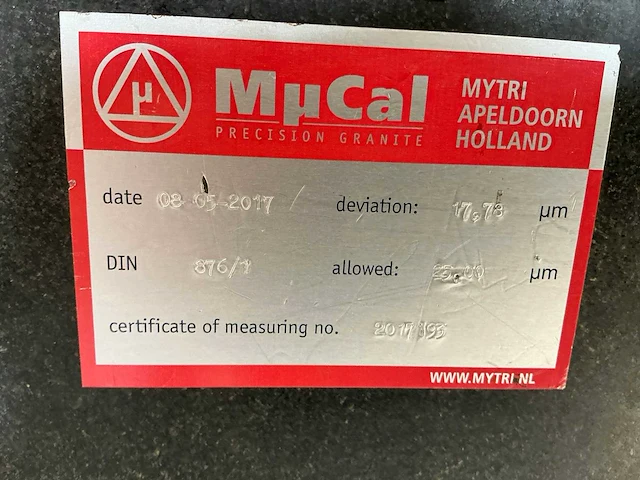 µ
MµCal
PRECISION GRANITE
MYTRI
APELDOORN
HOLLAND
date 08-05-2017 deviation: 17,78 µm
DIN 876/1 allowed: µm
certificate of measuring no.
WWW.MYTRI.NL